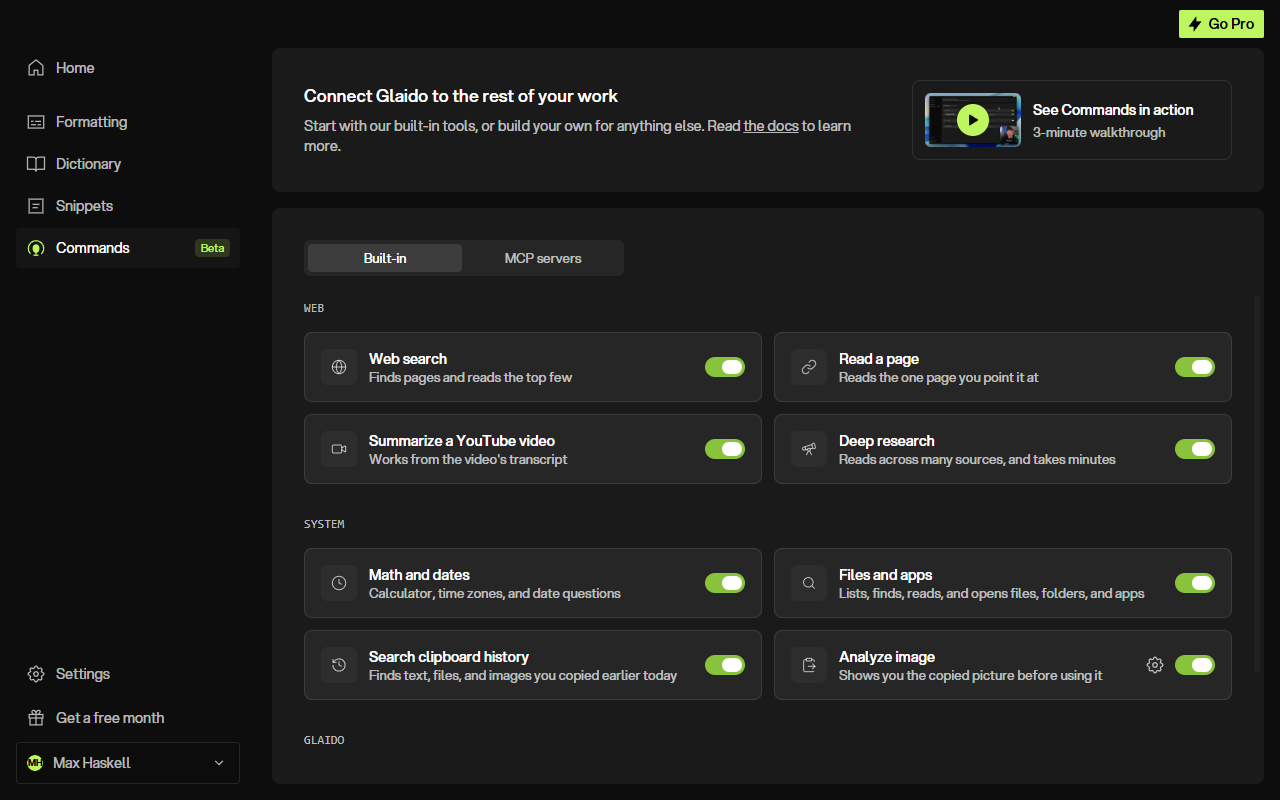 Go Pro
Home
Formatting
Dictionary
Snippets
Commands
Beta
Settings
Get a free month
MH
Max Haskell
Connect Glaido to the rest of your work
Start with our built-in tools, or build your own for anything else. Read the docs to learn
more.
See Commands in action
3-minute walkthrough
Built-in
MCP servers
WEB
Web search
Finds pages and reads the top few
Read a page
Reads the one page you point it at
Summarize a YouTube video
Works from the video's transcript
Deep research
Reads across many sources, and takes minutes
SYSTEM
Math and dates
Calculator, time zones, and date questions
Files and apps
Lists, finds, reads, and opens files, folders, and apps
Search clipboard history
Finds text, files, and images you copied earlier today
Analyze image
Shows you the copied picture before using it
GLAIDO